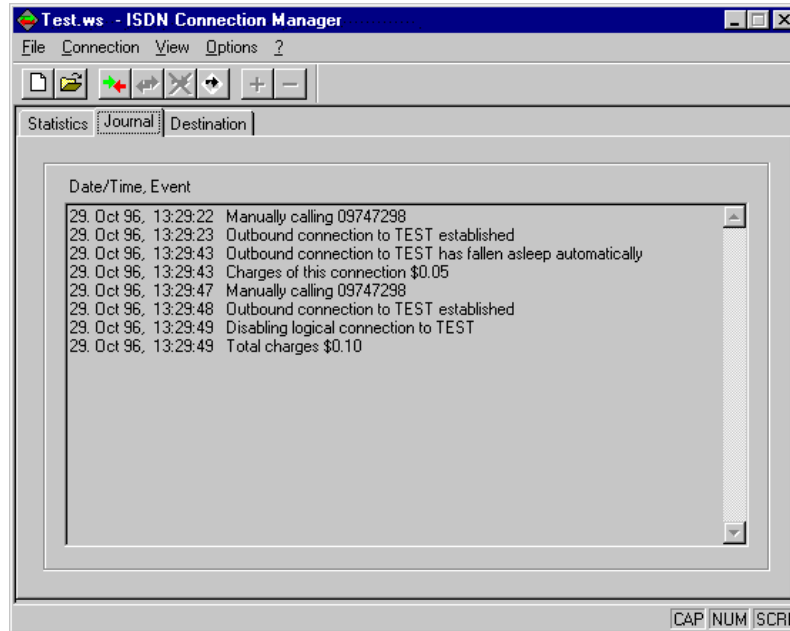 Test.ws - ISDN Connection Manager
File Connection View Options ?
Statistics Journal Destination
Date/Time, Event
29. Oct 96, 13:29:22 Manually calling 09747298
29. Oct 96, 13:29:23 Outbound connection to TEST established
29. Oct 96, 13:29:43 Outbound connection to TEST has fallen asleep automatically
29. Oct 96, 13:29:43 Charges of this connection $0.05
29. Oct 96, 13:29:47 Manually calling 09747298
29. Oct 96, 13:29:48 Outbound connection to TEST established
29. Oct 96, 13:29:49 Disabling logical connection to TEST
29. Oct 96, 13:29:49 Total charges $0.10
CAP NUM SCRL